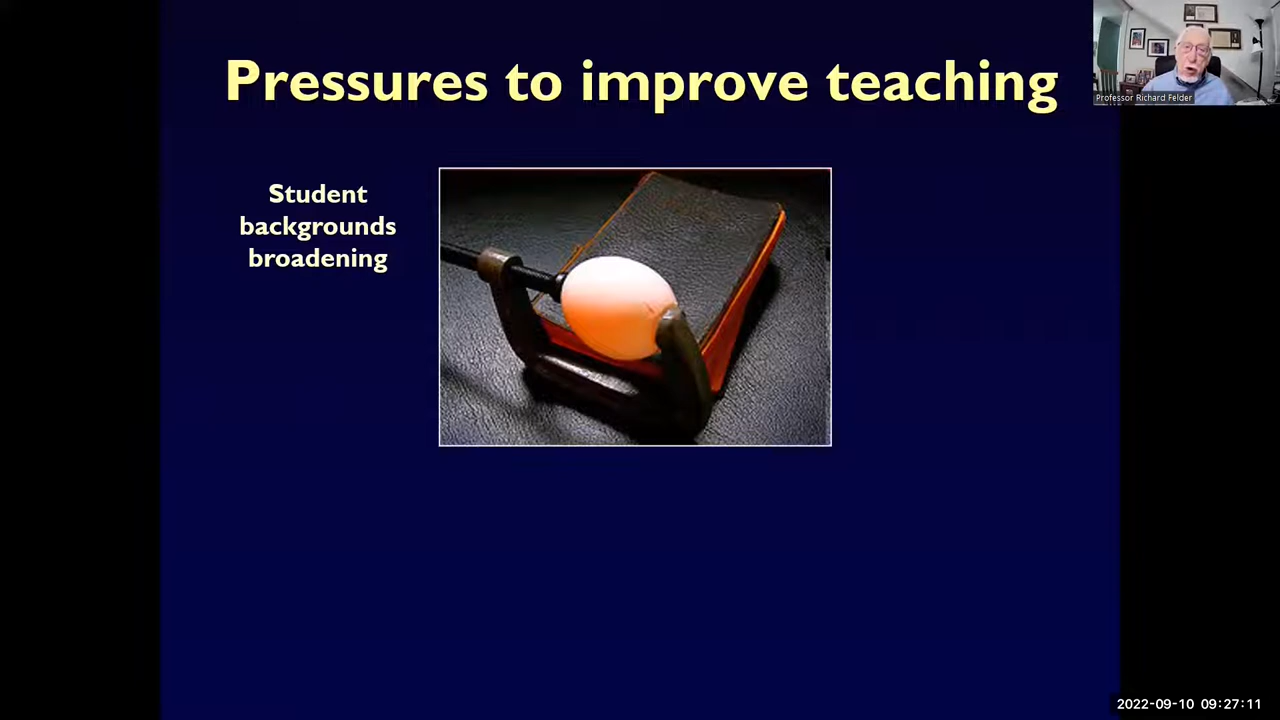 Pressures to improve teaching
Professor Richard Felder
Student
backgrounds
broadening
2022-09-10 09:27:11